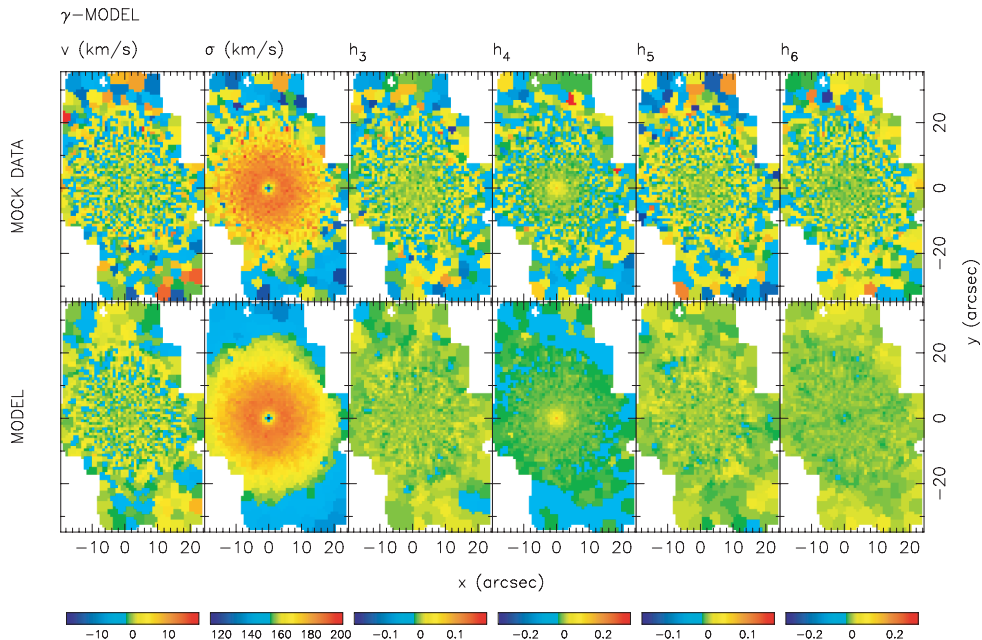 γ-MODEL
v (km/s) σ (km/s) h3 h4 h5 h6
MOCK DATA
20
0
-20
MODEL
20
0
-20
y (arcsec)
-10 0 10 20 -10 0 10 20 -10 0 10 20 -10 0 10 20 -10 0 10 20 -10 0 10 20
x (arcsec)
-10 0 10 120 140 160 180 200 -0.1 0 0.1 -0.2 0 0.2 -0.1 0 0.1 -0.2 0 0.2